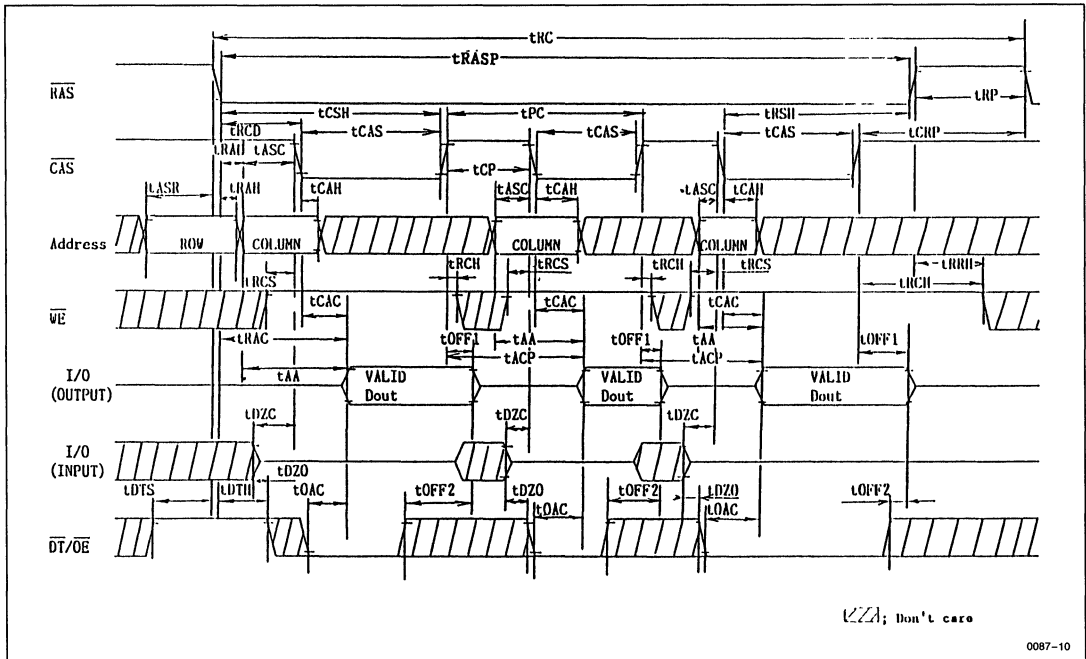 tRC
tRASP
RAS
tRP
tCSH
tPC
tRSH
tRCD
tCAS
tCAS
tCAS
tCRP
tRAD
tASC
CAS
tCP
tASR
tRAH
tCAH
tASC
tCAH
tASC
tCAH
Address
ROW
COLUMN
COLUMN
COLUMN
tRCS
tRCH
tRCS
tRCH
tRCS
tRRH
tRCH
WE
tCAC
tCAC
tCAC
tRAC
tOFF1
tAA
tOFF1
tAA
tOFF1
tACP
tACP
I/O
(OUTPUT)
tAA
VALID
Dout
VALID
Dout
VALID
Dout
tDZC
tDZC
tDZC
I/O
(INPUT)
tDZO
tDTS
tDTH
tOAC
tOFF2
tDZO
tOFF2
tDZO
tOFF2
tOAC
tOAC
DT/OE
; Don't care
0087-10